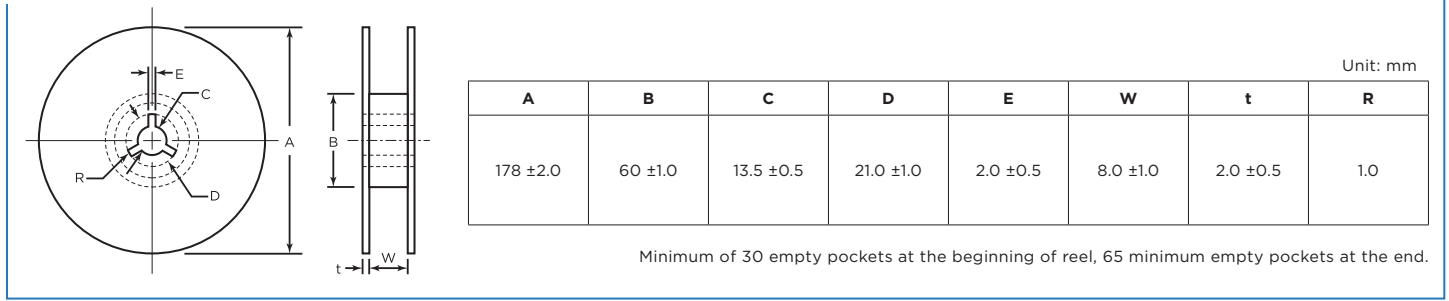 E
C
A
B
R
D
t
W
Unit: mm
A B C D E W t R
178 ±2.0 60 ±1.0 13.5 ±0.5 21.0 ±1.0 2.0 ±0.5 8.0 ±1.0 2.0 ±0.5 1.0
Minimum of 30 empty pockets at the beginning of reel, 65 minimum empty pockets at the end.